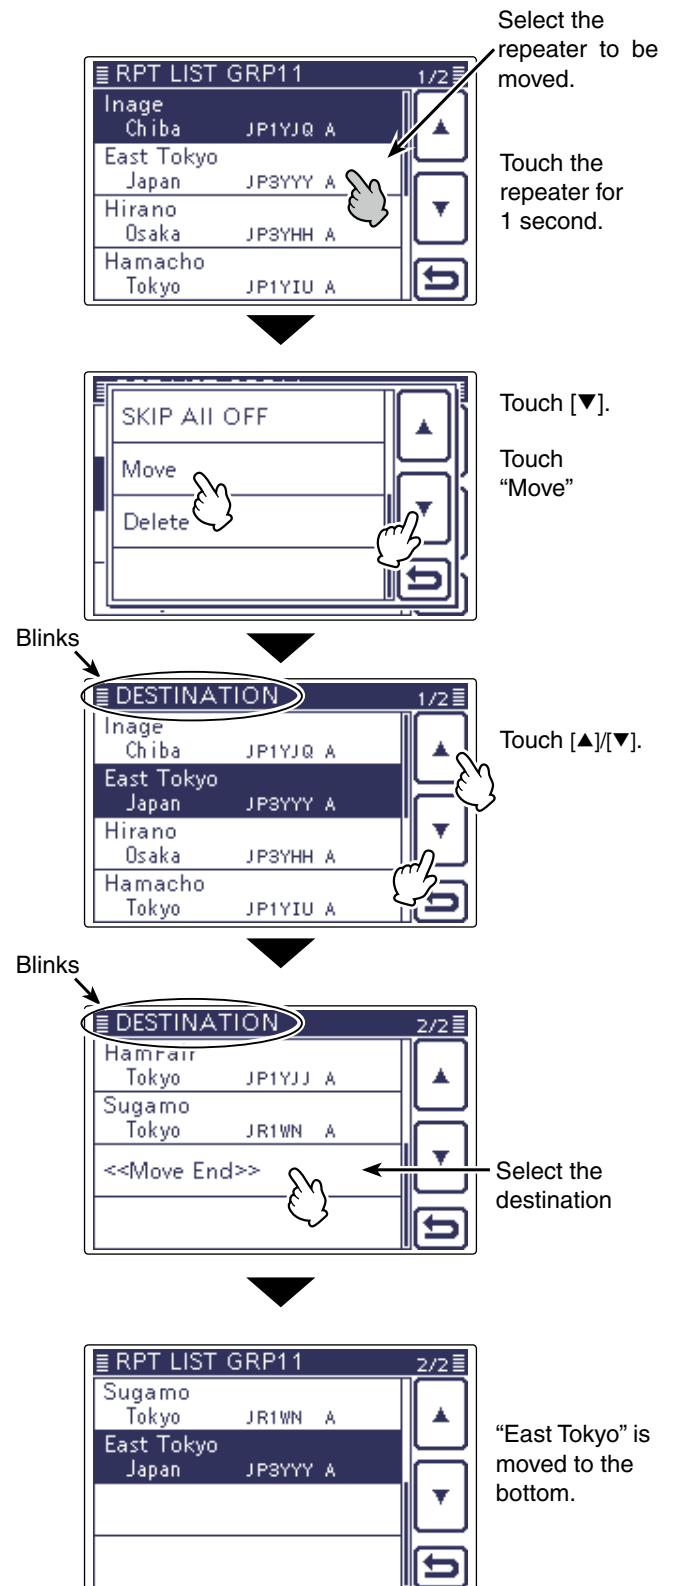 Select the
repeater to be
moved.
RPT LIST GRP11 1/2
Inage
Chiba JP1YJQ A
East Tokyo
Japan JP3YYY A
Hirano
Osaka JP3YHH A
Hamacho
Tokyo JP1YIU A
▲
▼
Touch the
repeater for
1 second.
SKIP All OFF
Move
Delete
▲
▼
Touch [▼].
Touch
“Move”
Blinks
DESTINATION 1/2
Inage
Chiba JP1YJQ A
East Tokyo
Japan JP3YYY A
Hirano
Osaka JP3YHH A
Hamacho
Tokyo JP1YIU A
▲
▼
Touch [▲]/[▼].
Blinks
DESTINATION 2/2
HamFair
Tokyo JP1YJJ A
Sugamo
Tokyo JR1WN A
<<Move End>>
▲
▼
Select the
destination
RPT LIST GRP11 2/2
Sugamo
Tokyo JR1WN A
East Tokyo
Japan JP3YYY A
▲
▼
“East Tokyo” is
moved to the
bottom.